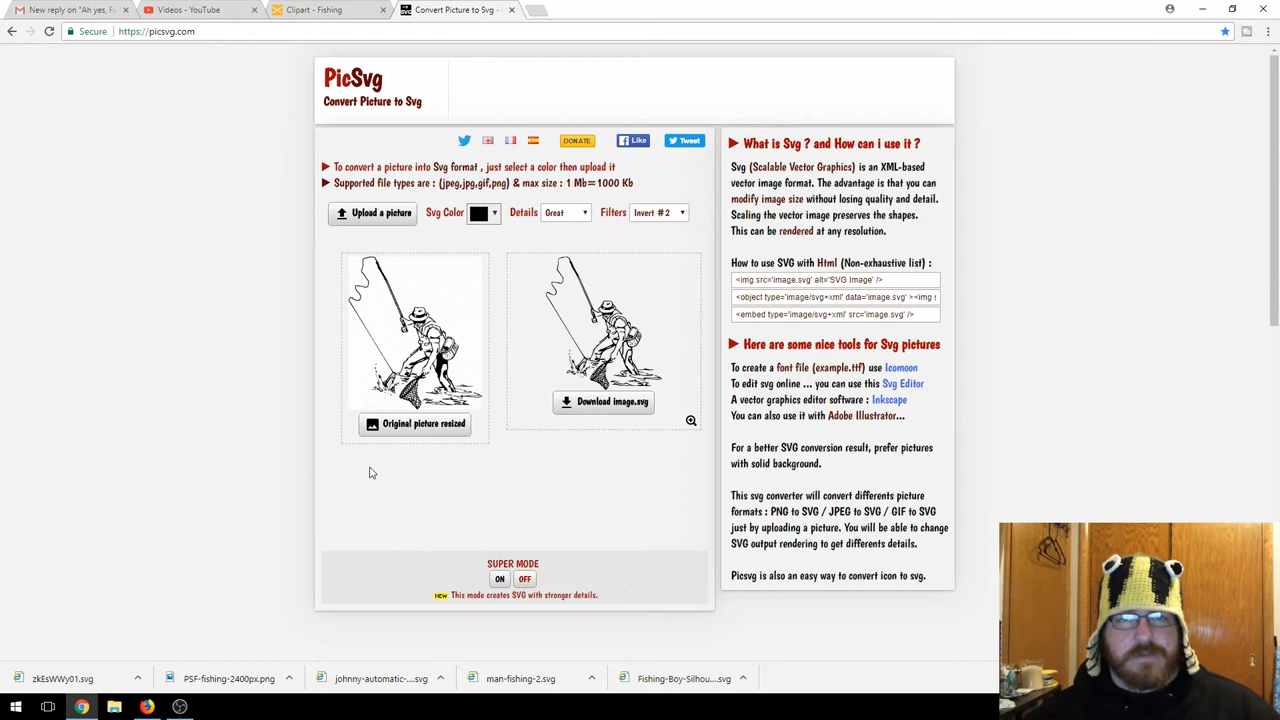 New reply on "Ah yes, F
Videos - YouTube
Clipart - Fishing
Convert Picture to Svg -
Secure
https://picsvg.com
PicSvg
Convert Picture to Svg
DONATE
Like
Tweet
To convert a picture into Svg format , just select a color then upload it
Supported file types are : (jpeg,jpg,gif,png) & max size : 1 Mb=1000 Kb
Upload a picture
Svg Color
Details
Great
Filters
Invert #2
Original picture resized
Download image.svg
SUPER MODE
ON
OFF
NEW This mode creates SVG with stronger details.
What is Svg ? and How can i use it ?
Svg (Scalable Vector Graphics) is an XML-based
vector image format. The advantage is that you can
modify image size without losing quality and detail.
Scaling the vector image preserves the shapes.
This can be rendered at any resolution.
How to use SVG with Html (Non-exhaustive list) :
<img src='image.svg' alt='SVG Image' />
<object type='image/svg+xml' data='image.svg' ><img s
<embed type='image/svg+xml' src='image.svg' />
Here are some nice tools for Svg pictures
To create a font file (example.ttf) use Icomoon
To edit svg online ... you can use this Svg Editor
A vector graphics editor software : Inkscape
You can also use it with Adobe Illustrator...
For a better SVG conversion result, prefer pictures
with solid background.
This svg converter will convert differents picture
formats : PNG to SVG / JPEG to SVG / GIF to SVG
just by uploading a picture. You will be able to change
SVG output rendering to get differents details.
Picsvg is also an easy way to convert icon to svg.
zkEsWWy01.svg
PSF-fishing-2400px.png
johnny-automatic-....svg
man-fishing-2.svg
Fishing-Boy-Silhou....svg